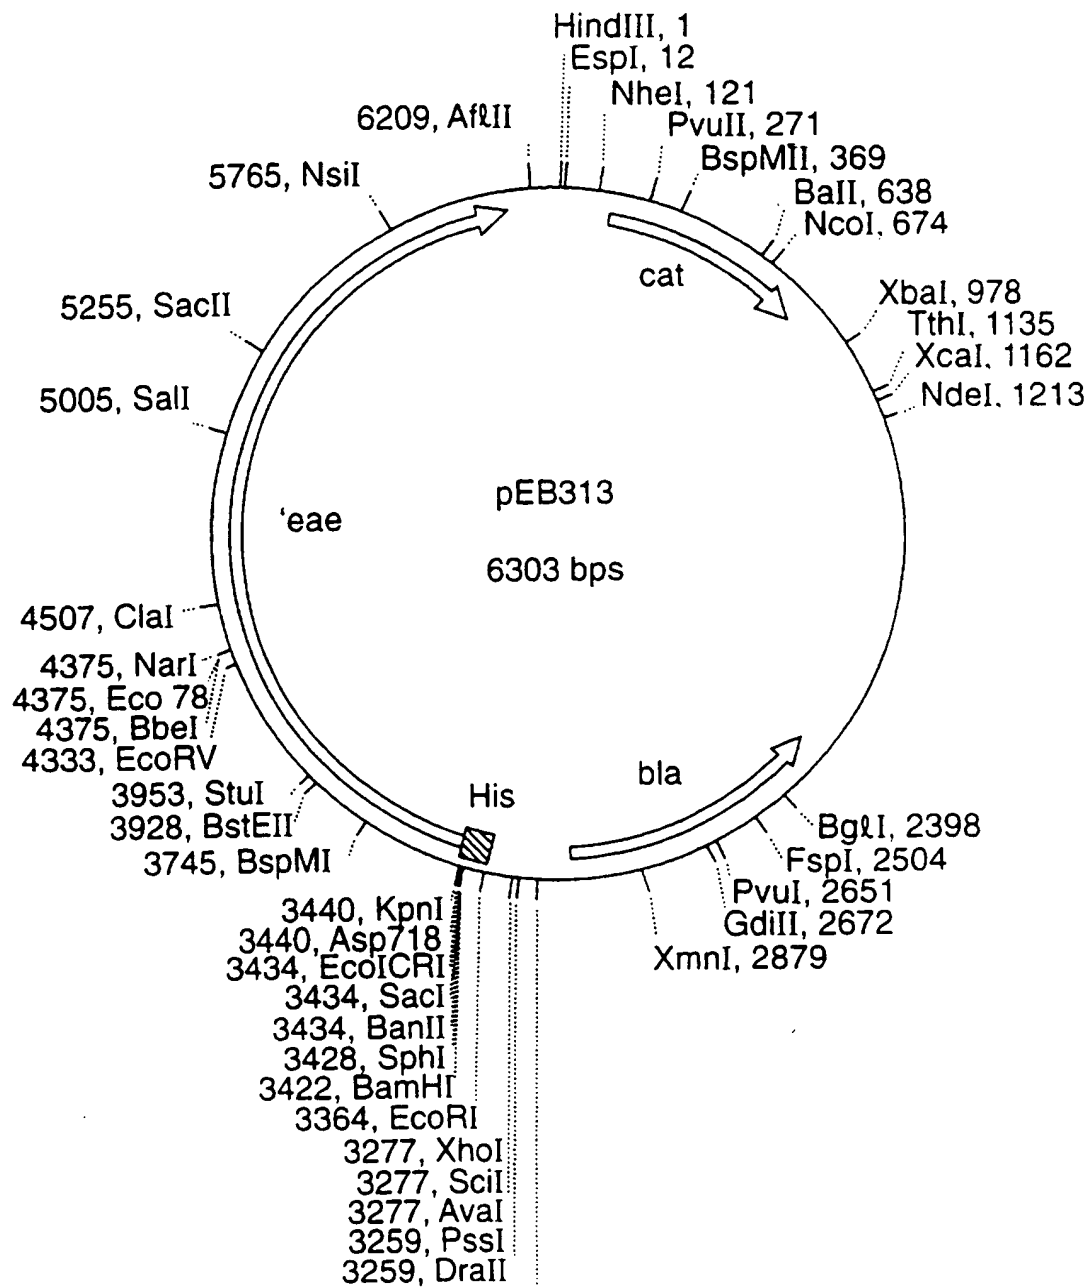 HindIII, 1
EspI, 12
NheI, 121
PvuII, 271
BspMII, 369
BaII, 638
NcoI, 674
XbaI, 978
TthI, 1135
XcaI, 1162
NdeI, 1213
6209, AfℓII
5765, NsiI
5255, SacII
5005, SalI
cat
pEB313
6303 bps
'eae
4507, ClaI
4375, NarI
4375, Eco 78
4375, BbeI
4333, EcoRV
3953, StuI
3928, BstEII
3745, BspMI
His
bla
BgℓI, 2398
FspI, 2504
PvuI, 2651
GdiII, 2672
XmnI, 2879
3440, KpnI
3440, Asp718
3434, EcoICRI
3434, SacI
3434, BanII
3428, SphI
3422, BamHI
3364, EcoRI
3277, XhoI
3277, SciI
3277, AvaI
3259, PssI
3259, DraII